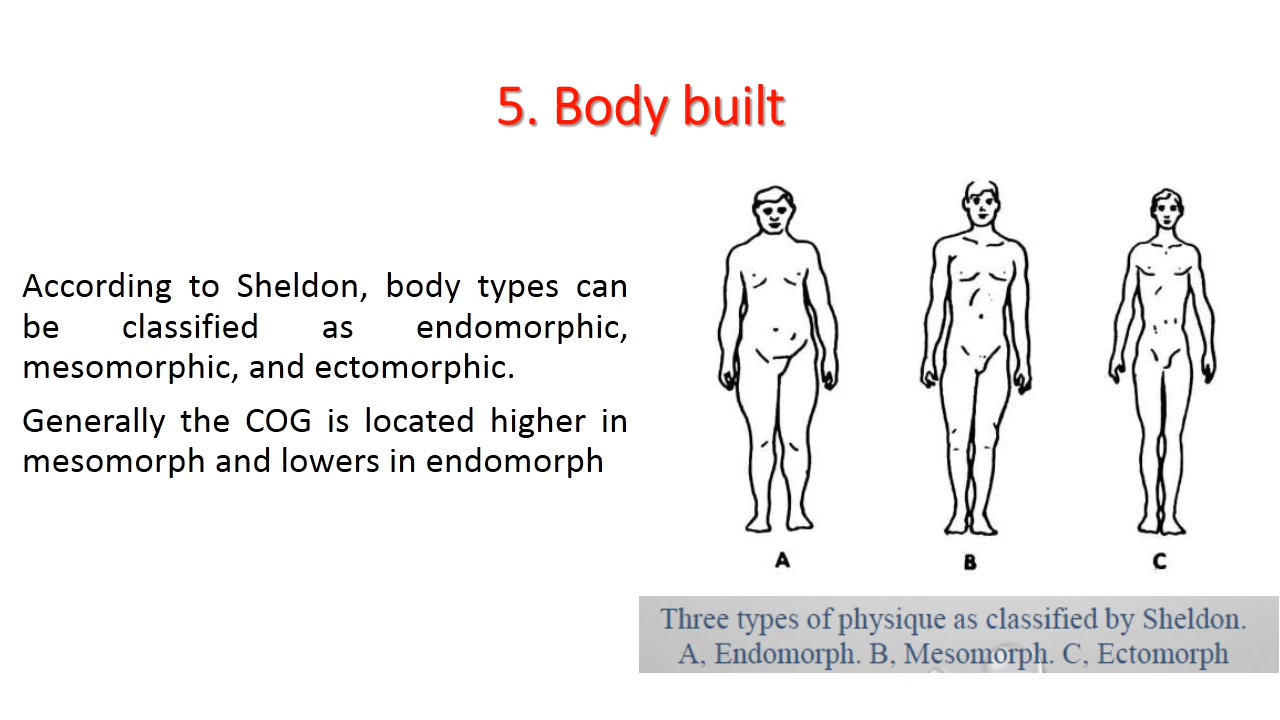 5. Body built
According to Sheldon, body types can
be classified as endomorphic,
mesomorphic, and ectomorphic.
Generally the COG is located higher in
mesomorph and lowers in endomorph
A
B
C
Three types of physique as classified by Sheldon.
A, Endomorph. B, Mesomorph. C, Ectomorph